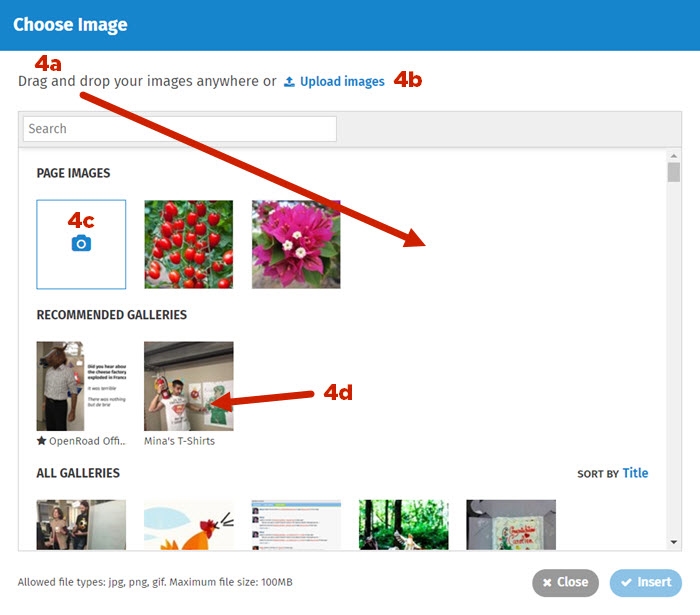 Choose Image
4a
Drag and drop your images anywhere or Upload images 4b
Search
PAGE IMAGES
4c
RECOMMENDED GALLERIES
Did you hear abou
the cheese factory
exploded in Franc
It was terrible
There was nothing
but de brie
4d
OpenRoad Offi.. Mina's T-Shirts
ALL GALLERIES SORT BY Title
Allowed file types: jpg, png, gif. Maximum file size: 100MB
Close Insert